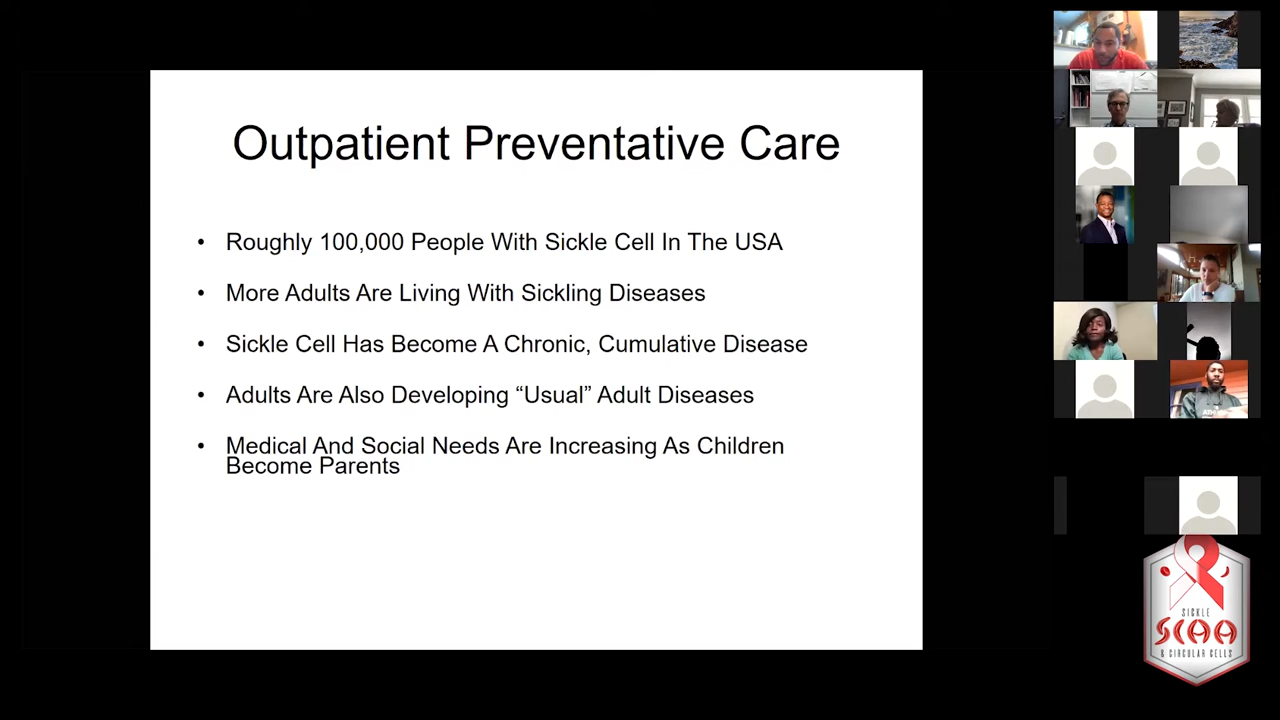 Outpatient Preventative Care
• Roughly 100,000 People With Sickle Cell In The USA
• More Adults Are Living With Sickling Diseases
• Sickle Cell Has Become A Chronic, Cumulative Disease
• Adults Are Also Developing “Usual” Adult Diseases
• Medical And Social Needs Are Increasing As Children
Become Parents
SICKLE
SCAA
& CIRCULAR CELLS